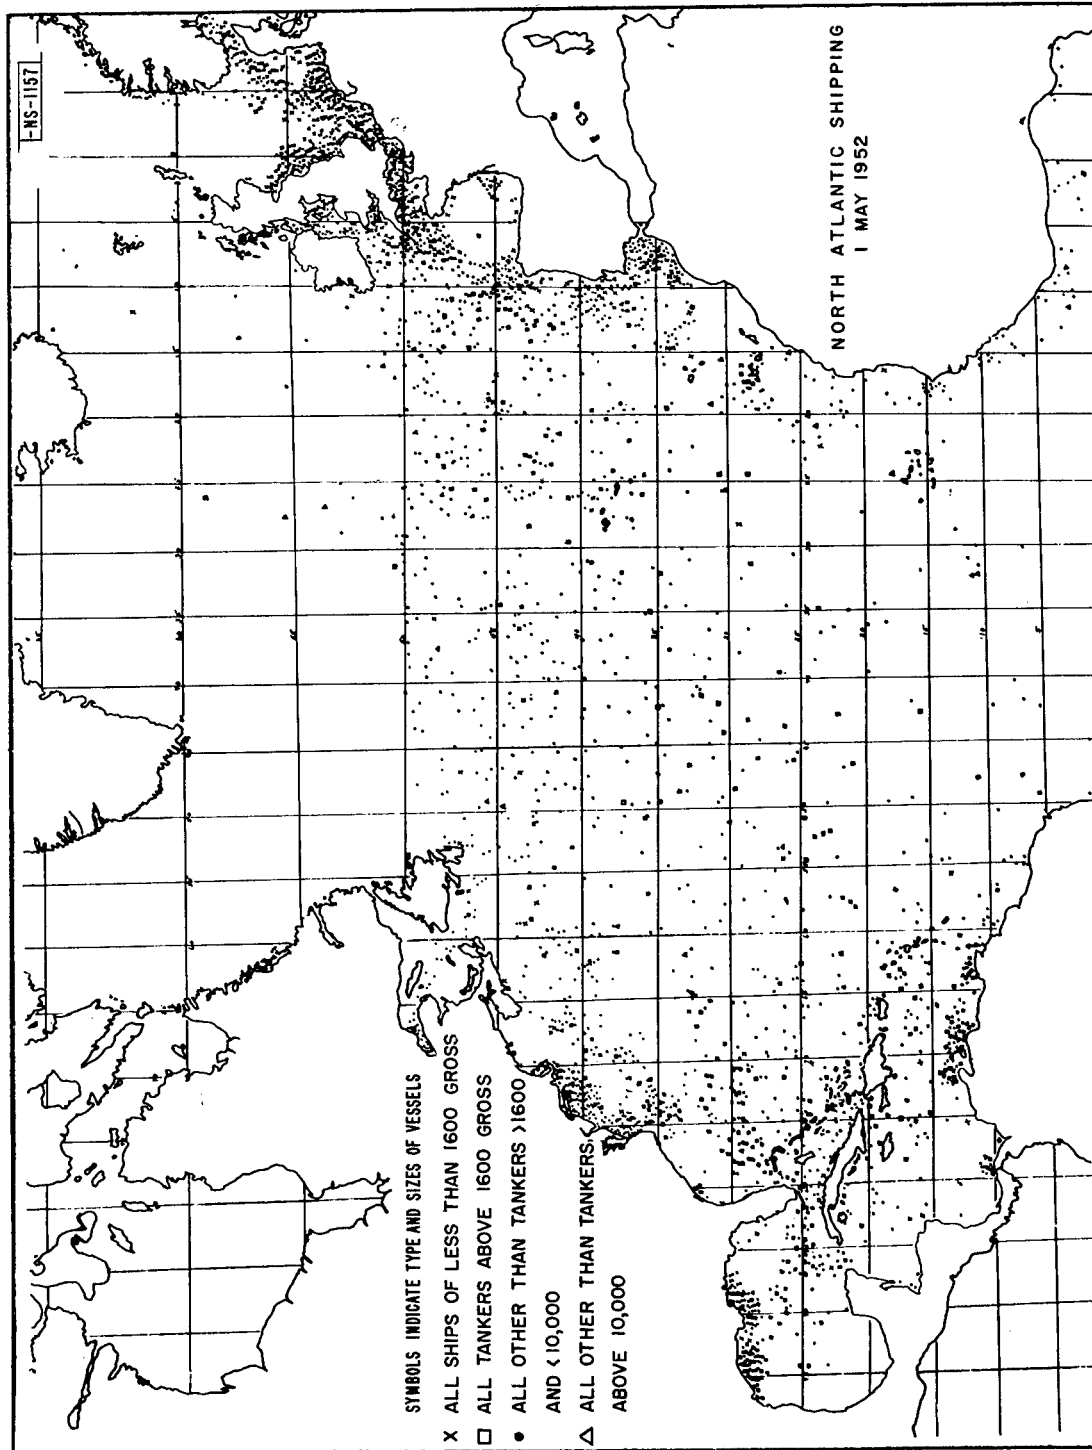 -NS-1157
NORTH ATLANTIC SHIPPING
1 MAY 1952
SYMBOLS INDICATE TYPE AND SIZES OF VESSELS
X ALL SHIPS OF LESS THAN 1600 GROSS
□ ALL TANKERS ABOVE 1600 GROSS
● ALL OTHER THAN TANKERS >1600
AND <10,000
△ ALL OTHER THAN TANKERS
ABOVE 10,000